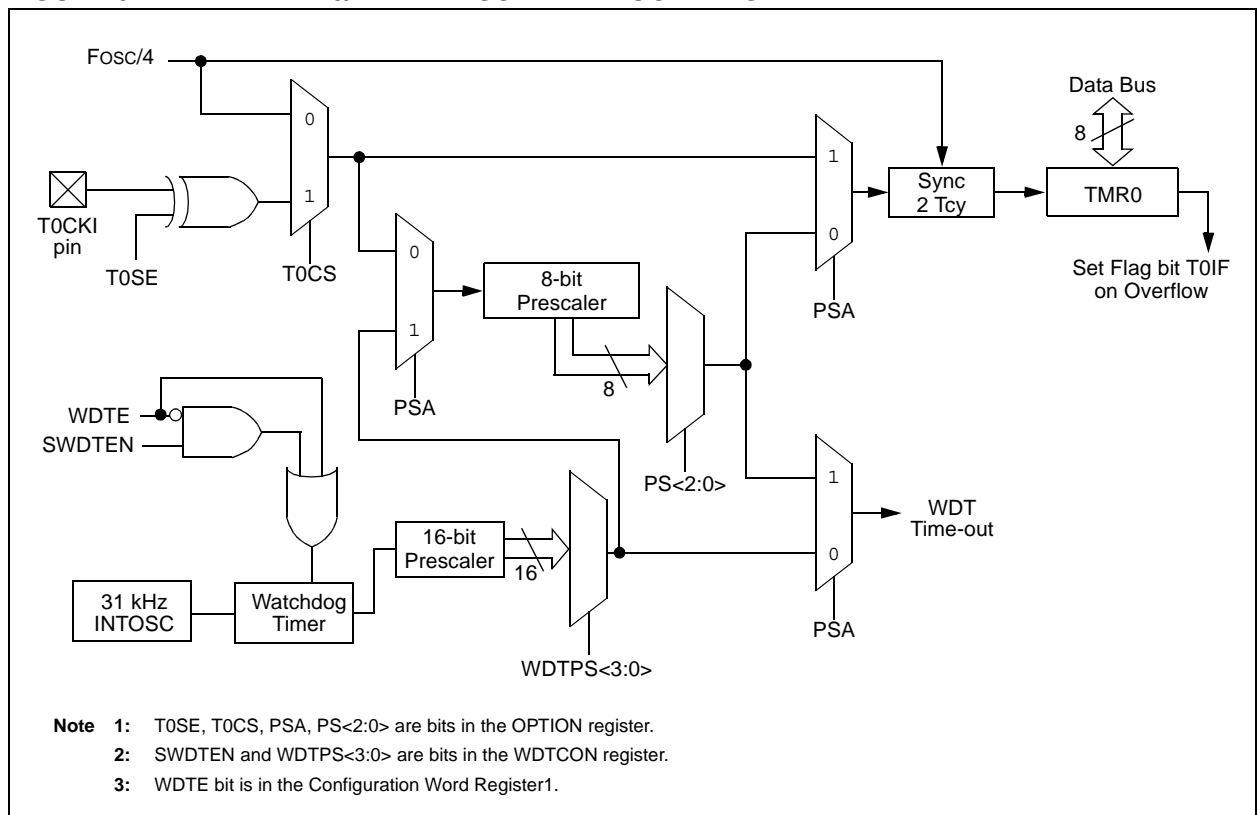 FOSC/4
Data Bus
8
0
1
1
0
T0CKI
pin
T0SE
T0CS
Sync
2 Tcy
TMR0
PSA
Set Flag bit T0IF
on Overflow
0
1
8-bit
Prescaler
8
PSA
WDTE
SWDTEN
PS<2:0>
1
0
WDT
Time-out
16-bit
Prescaler
16
31 kHz
INTOSC
Watchdog
Timer
WDTPS<3:0>
PSA
Note 1: T0SE, T0CS, PSA, PS<2:0> are bits in the OPTION register.
2: SWDTEN and WDTPS<3:0> are bits in the WDTCON register.
3: WDTE bit is in the Configuration Word Register1.